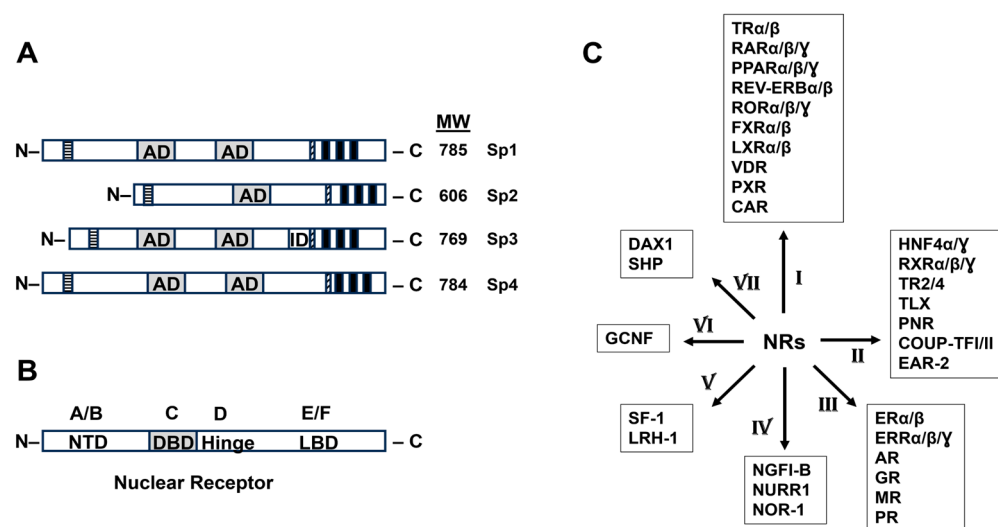 A
MW
N– AD AD – C 785 Sp1
N– AD – C 606 Sp2
N– AD AD ID – C 769 Sp3
N– AD AD – C 784 Sp4
B
A/B C D E/F
N– NTD DBD Hinge LBD – C
Nuclear Receptor
C
TRα/β
RARα/β/Ɣ
PPARα/β/Ɣ
REV-ERBα/β
RORα/β/Ɣ
FXRα/β
LXRα/β
VDR
PXR
CAR
I
HNF4α/Ɣ
RXRα/β/Ɣ
TR2/4
TLX
PNR
COUP-TFI/II
EAR-2
II
ERα/β
ERRα/β/Ɣ
AR
GR
MR
PR
III
NGFI-B
NURR1
NOR-1
IV
SF-1
LRH-1
V
GCNF
VI
DAX1
SHP
VII
NRs